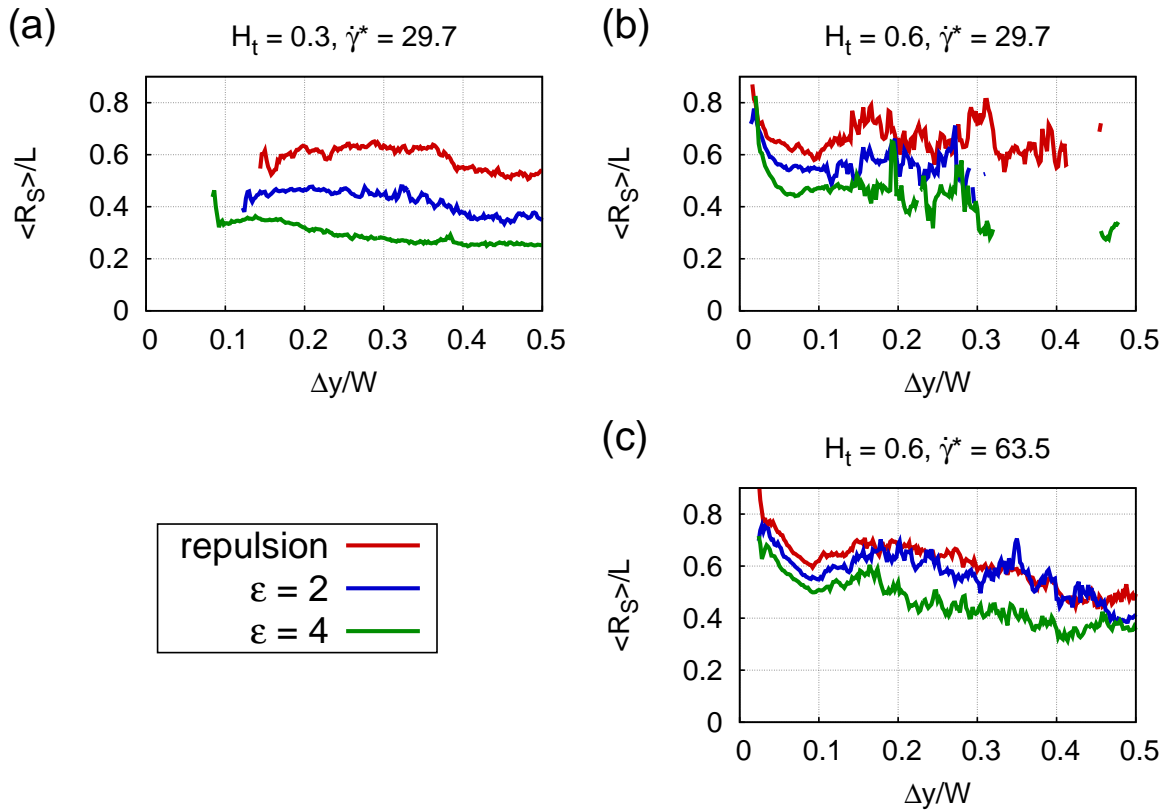 (a)
H_t = 0.3, γ̇* = 29.7
<R_S>/L
0.8
0.6
0.4
0.2
0
0 0.1 0.2 0.3 0.4 0.5
Δy/W
(b)
H_t = 0.6, γ̇* = 29.7
<R_S>/L
0.8
0.6
0.4
0.2
0
0 0.1 0.2 0.3 0.4 0.5
Δy/W
(c)
H_t = 0.6, γ̇* = 63.5
<R_S>/L
0.8
0.6
0.4
0.2
0
0 0.1 0.2 0.3 0.4 0.5
Δy/W
repulsion
ε = 2
ε = 4